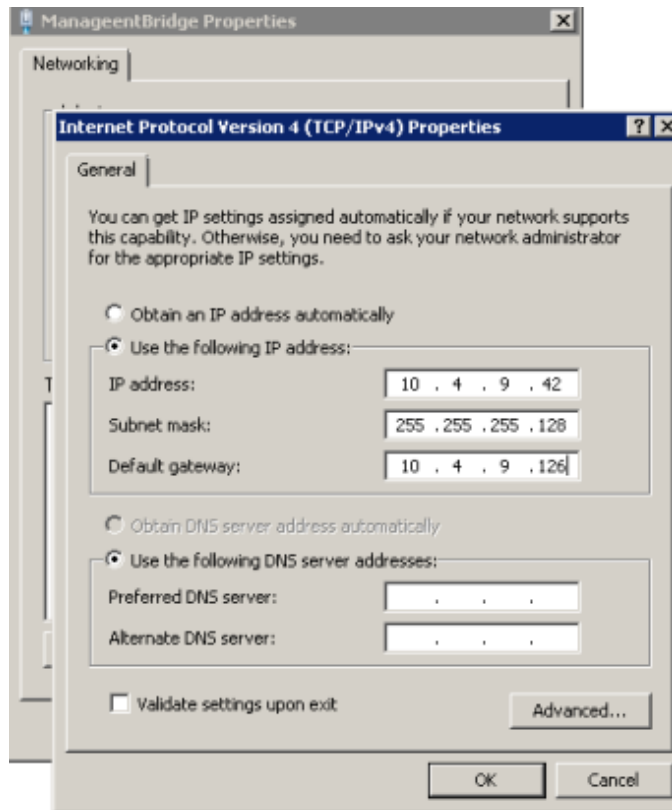 ManageentBridge Properties
Networking
Internet Protocol Version 4 (TCP/IPv4) Properties
General
You can get IP settings assigned automatically if your network supports
this capability. Otherwise, you need to ask your network administrator
for the appropriate IP settings.
Obtain an IP address automatically
Use the following IP address:
IP address: 10 . 4 . 9 . 42
Subnet mask: 255 .255 .255 .128
Default gateway: 10 . 4 . 9 .126
Obtain DNS server address automatically
Use the following DNS server addresses:
Preferred DNS server: . . .
Alternate DNS server: . . .
Validate settings upon exit
Advanced...
OK
Cancel